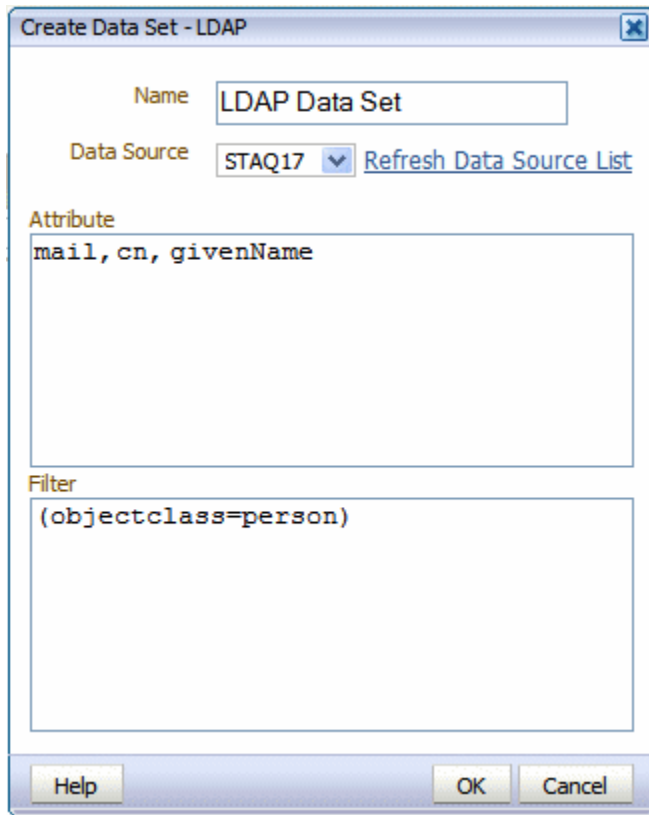 Create Data Set - LDAP
Name LDAP Data Set
Data Source STAQ17 Refresh Data Source List
Attribute
mail,cn, givenName
Filter
(objectclass=person)
Help OK Cancel